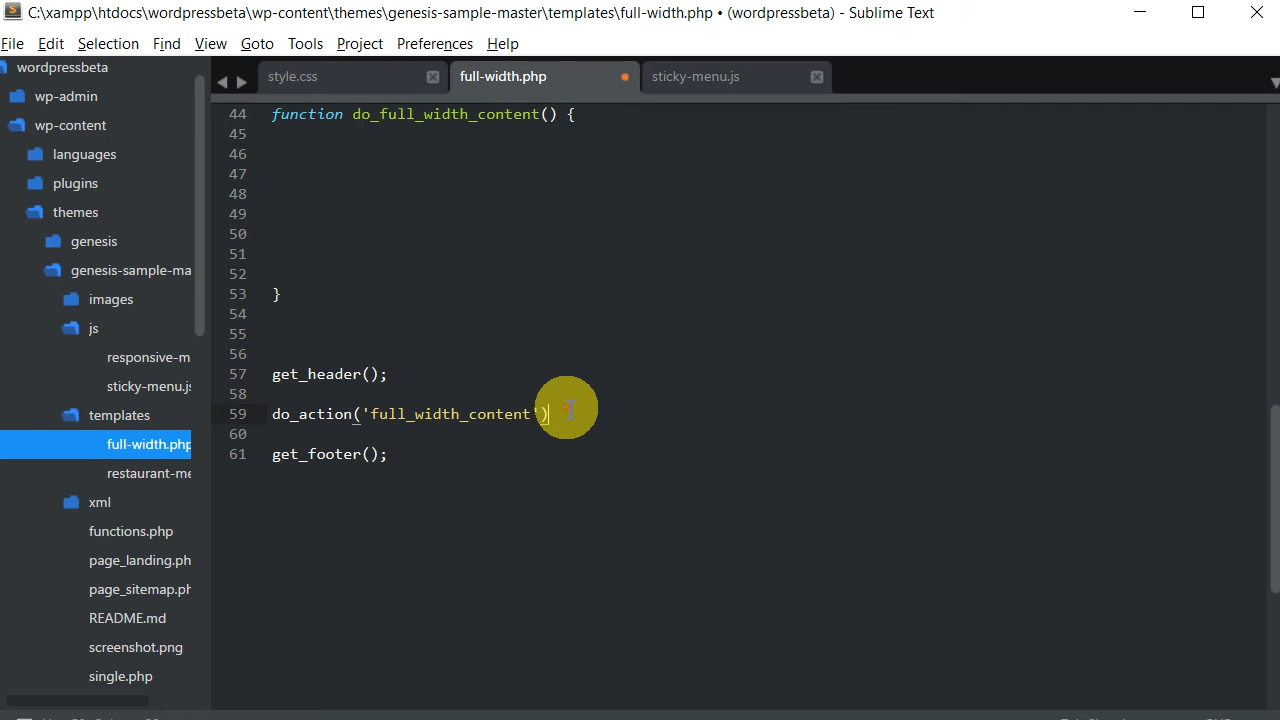 C:\xampp\htdocs\wordpressbeta\wp-content\themes\genesis-sample-master\templates\full-width.php • (wordpressbeta) - Sublime Text
File Edit Selection Find View Goto Tools Project Preferences Help
wordpressbeta
wp-admin
wp-content
languages
plugins
themes
genesis
genesis-sample-ma
images
js
responsive-m
sticky-menu.js
templates
full-width.php
restaurant-me
xml
functions.php
page_landing.ph
page_sitemap.ph
README.md
screenshot.png
single.php
style.css full-width.php sticky-menu.js
44 function do_full_width_content() {
45
46
47
48
49
50
51
52
53 }
54
55
56
57 get_header();
58
59 do_action('full_width_content')
60
61 get_footer();